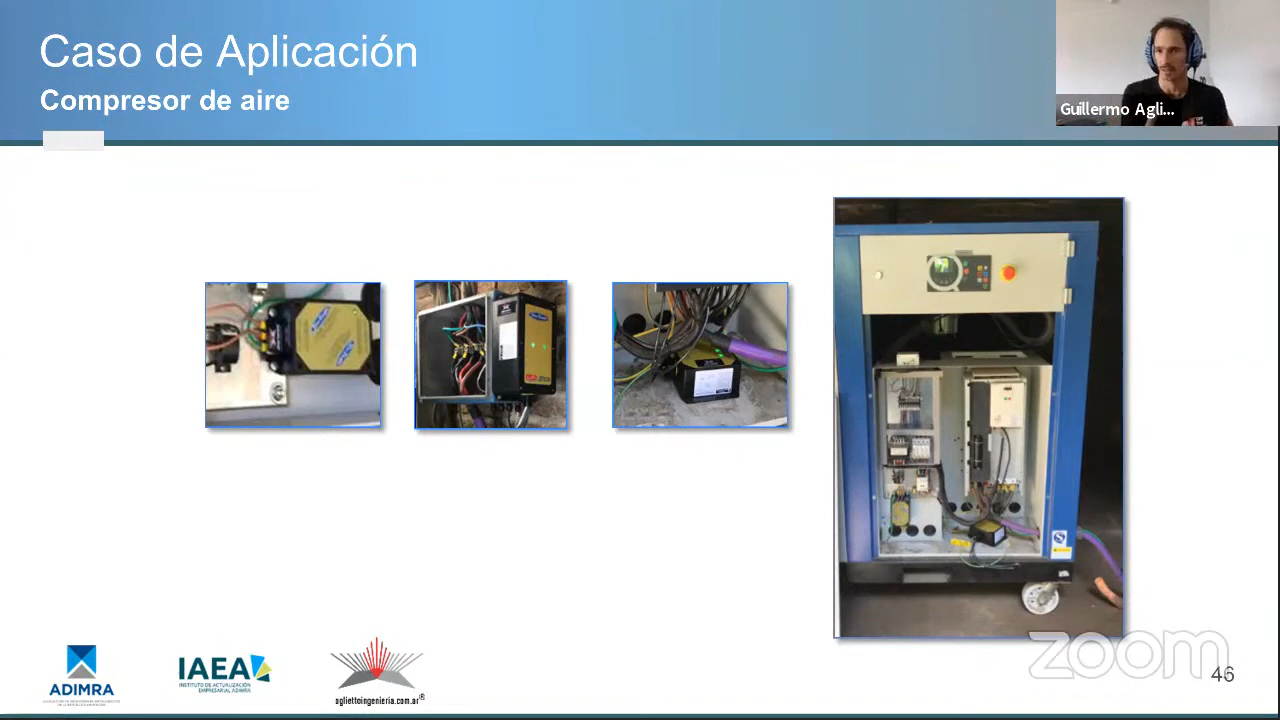 Caso de Aplicación
Compresor de aire
Guillermo Agli...
ADIMRA
IAEA
INSTITUTO DE ACTUALIZACIÓN
EMPRESARIAL ADIMRA
agliettoingenieria.com.ar®
zoom
46